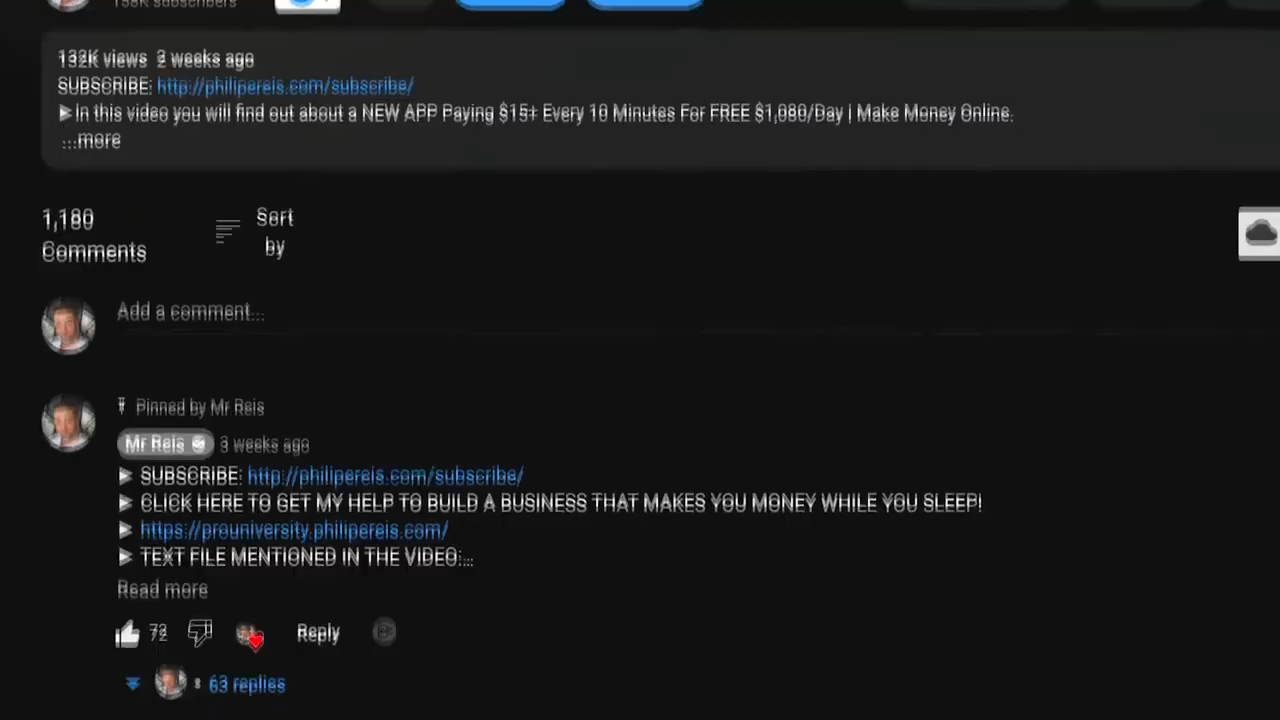 158K subscribers
132K views 2 weeks ago
SUBSCRIBE: http://philipereis.com/subscribe/
►In this video you will find out about a NEW APP Paying $15+ Every 10 Minutes For FREE $1,080/Day | Make Money Online.
...more
1,180
Comments
Sort
by
Add a comment...
Pinned by Mr Reis
Mr Reis 3 weeks ago
► SUBSCRIBE: http://philipereis.com/subscribe/
► CLICK HERE TO GET MY HELP TO BUILD A BUSINESS THAT MAKES YOU MONEY WHILE YOU SLEEP!
► https://prouniversity.philipereis.com/
► TEXT FILE MENTIONED IN THE VIDEO:...
Read more
72 Reply
63 replies